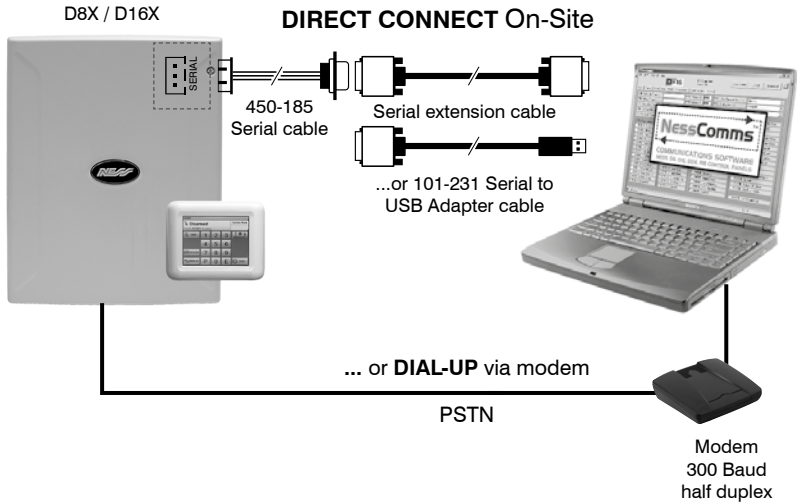 D8X / D16X
DIRECT CONNECT On-Site
SERIAL
450-185
Serial cable
Serial extension cable
...or 101-231 Serial to
USB Adapter cable
NESS
NessComms
COMMUNICATIONS SOFTWARE
... or DIAL-UP via modem
PSTN
Modem
300 Baud
half duplex